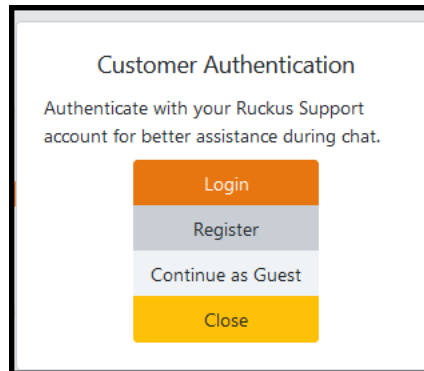 Customer Authentication
Authenticate with your Ruckus Support
account for better assistance during chat.
Login
Register
Continue as Guest
Close